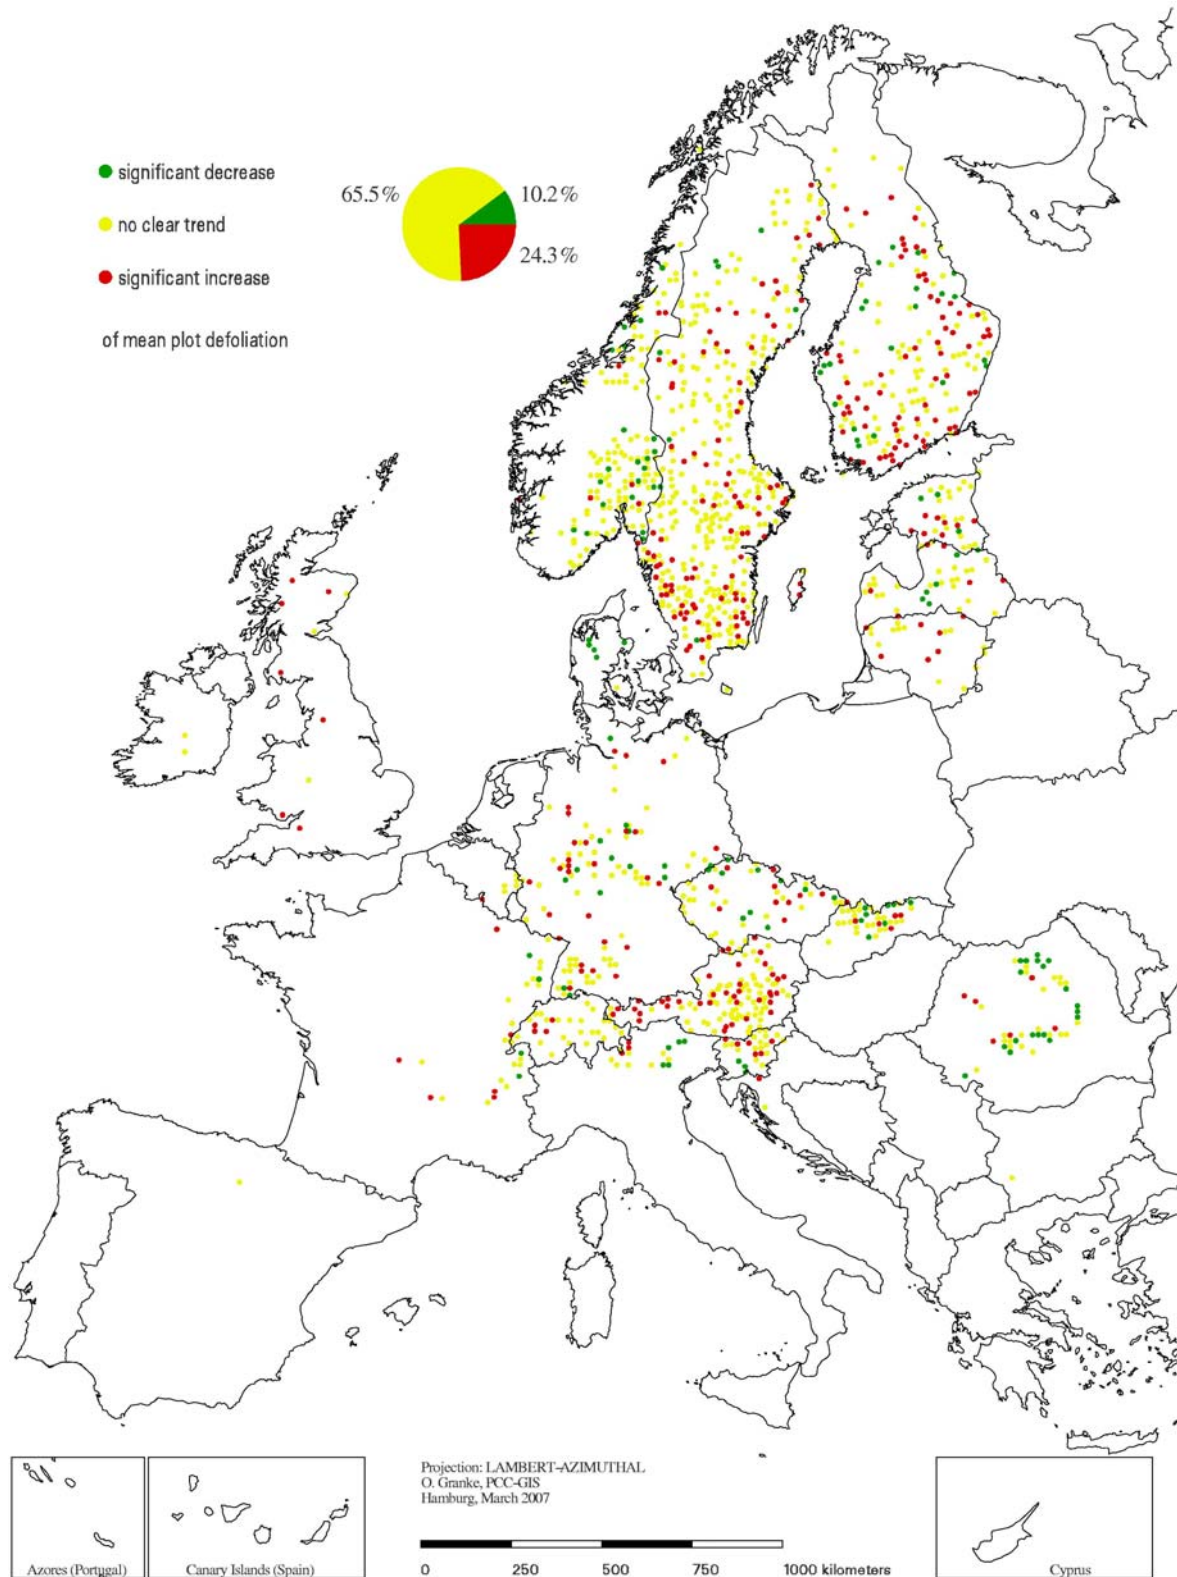 significant decrease
65.5%
10.2%
no clear trend
24.3%
significant increase
of mean plot defoliation
Projection: LAMBERT-AZIMUTHAL
O. Granke, PCC-GIS
Hamburg, March 2007
Azores (Portugal)
Canary Islands (Spain)
0 250 500 750 1000 kilometers
Cyprus